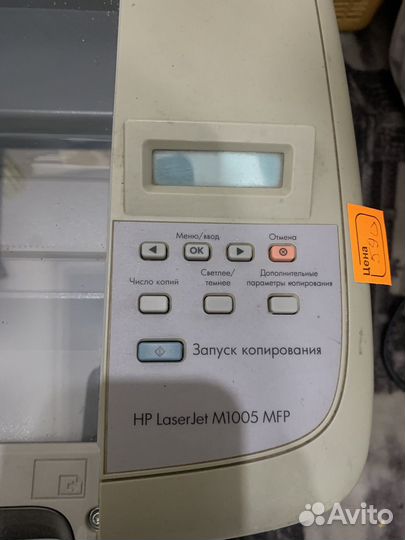 Меню/ввод
Отмена
OK
Число копий
Светлее/
темнее
Дополнительные
параметры копирования
Запуск копирования
HP LaserJet M1005 MFP
Цена
Avito